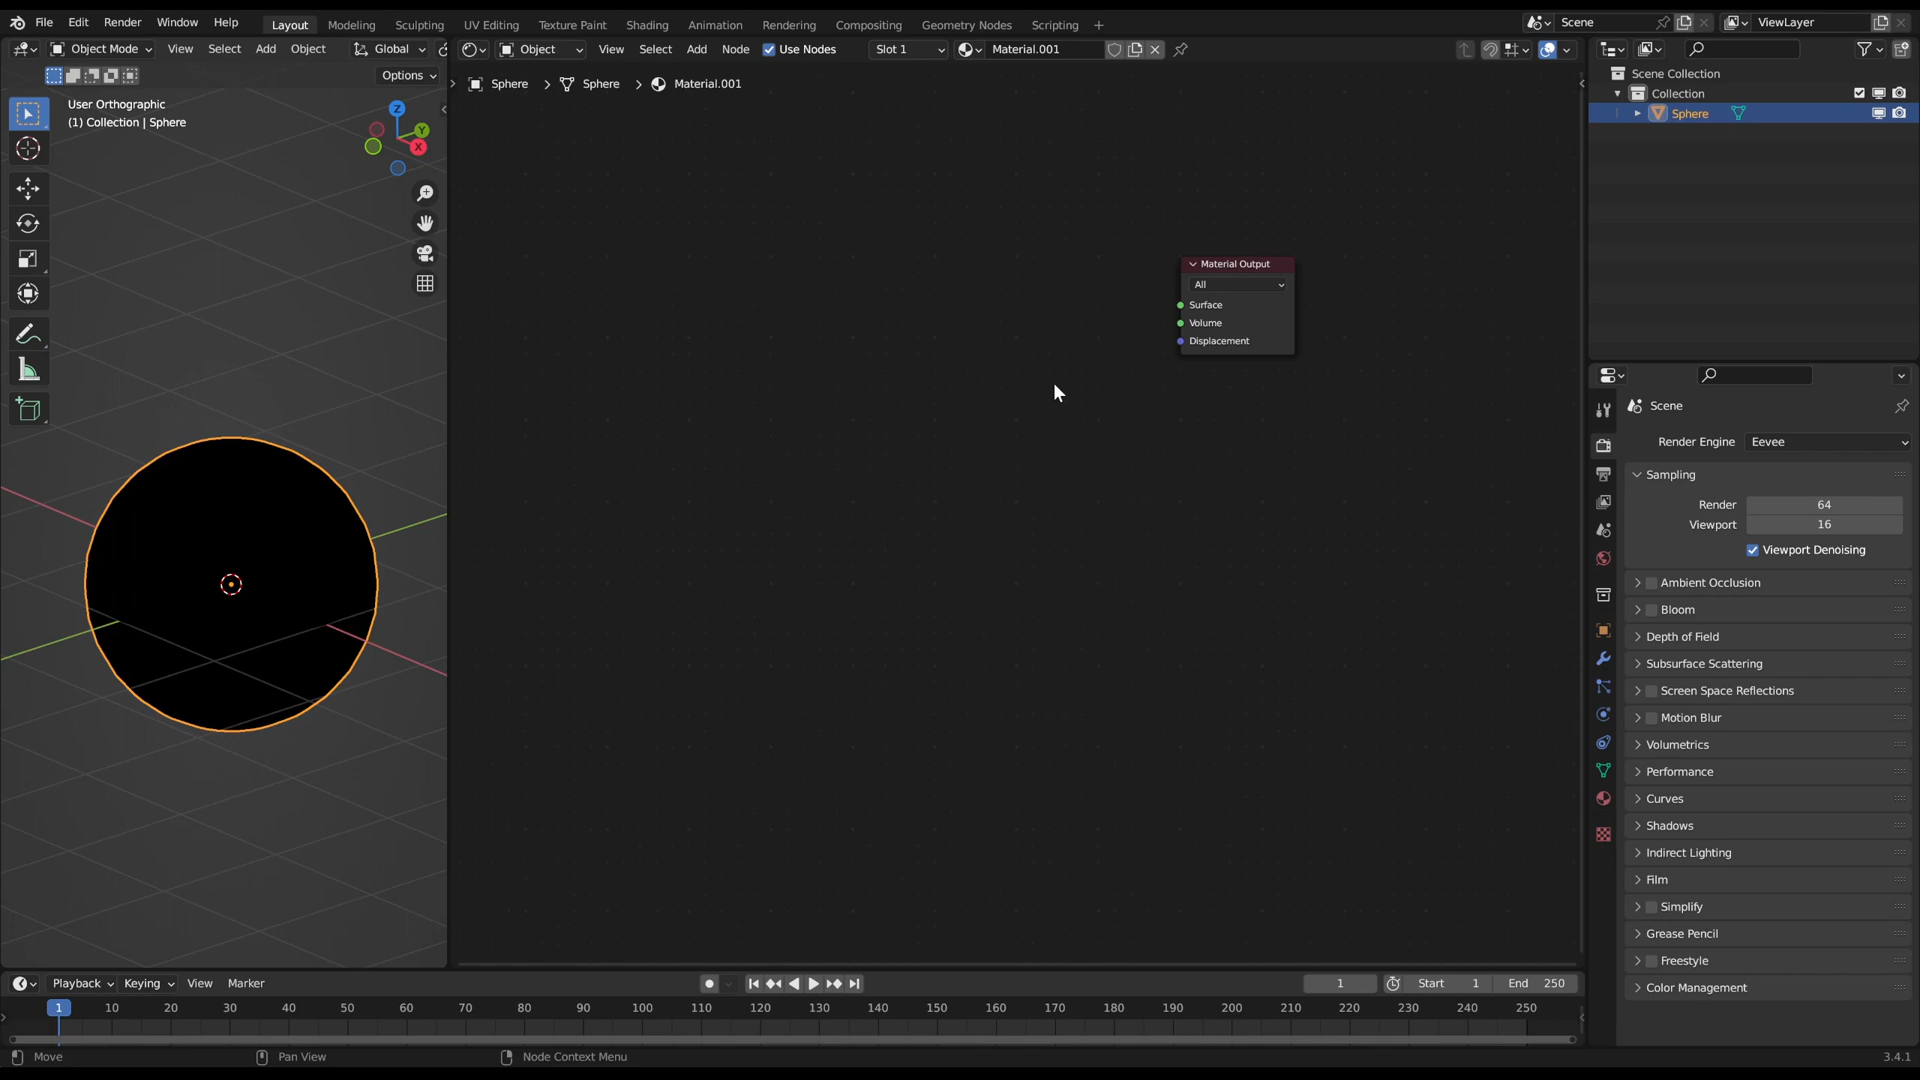 File Edit Render Window Help Layout Modeling Sculpting UV Editing Texture Paint Shading Animation Rendering Compositing Geometry Nodes Scripting + Scene ViewLayer
Object Mode View Select Add Object Global Object View Select Add Node Use Nodes Slot 1 Material.001
Options
Sphere > Sphere > Material.001
User Orthographic
(1) Collection | Sphere
Z
Y
X
Material Output
All
Surface
Volume
Displacement
Scene Collection
Collection
Sphere
Scene
Render Engine Eevee
Sampling
Render 64
Viewport 16
Viewport Denoising
Ambient Occlusion
Bloom
Depth of Field
Subsurface Scattering
Screen Space Reflections
Motion Blur
Volumetrics
Performance
Curves
Shadows
Indirect Lighting
Film
Simplify
Grease Pencil
Freestyle
Color Management
Playback Keying View Marker 1 Start 1 End 250
1 10 20 30 40 50 60 70 80 90 100 110 120 130 140 150 160 170 180 190 200 210 220 230 240 250
Move Pan View Node Context Menu 3.4.1